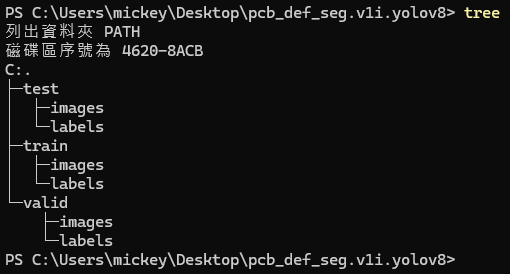 PS C:\Users\mickey\Desktop\pcb_def_seg.v1i.yolov8> tree
列出資料夾 PATH
磁碟區序號為 4620-8ACB
C:.
├─test
│  ├─images
│  └─labels
├─train
│  ├─images
│  └─labels
└─valid
    ├─images
    └─labels
PS C:\Users\mickey\Desktop\pcb_def_seg.v1i.yolov8>